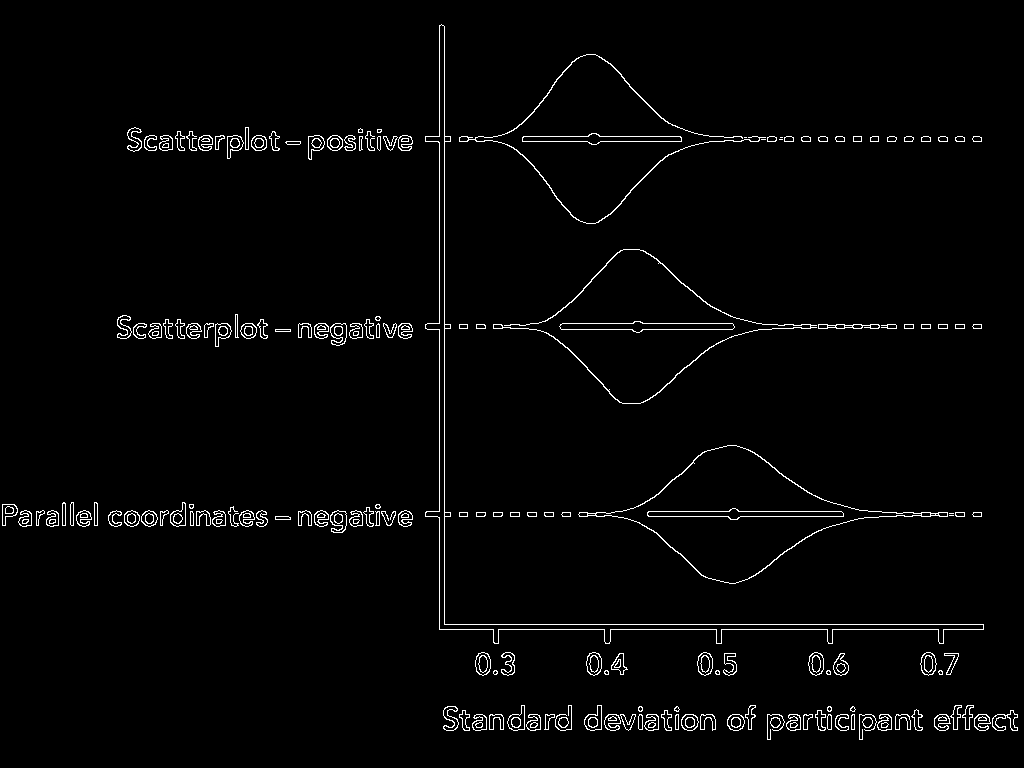 Scatterplot – positive
Scatterplot – negative
Parallel coordinates – negative
0.3 0.4 0.5 0.6 0.7
Standard deviation of participant effect